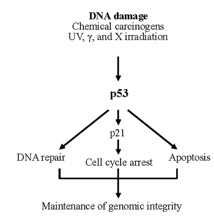 DNA damage
Chemical carcinogens
UV, γ, and X irradiation
p53
p21
DNA repair
Cell cycle arrest
Apoptosis
Maintenance of genomic integrity